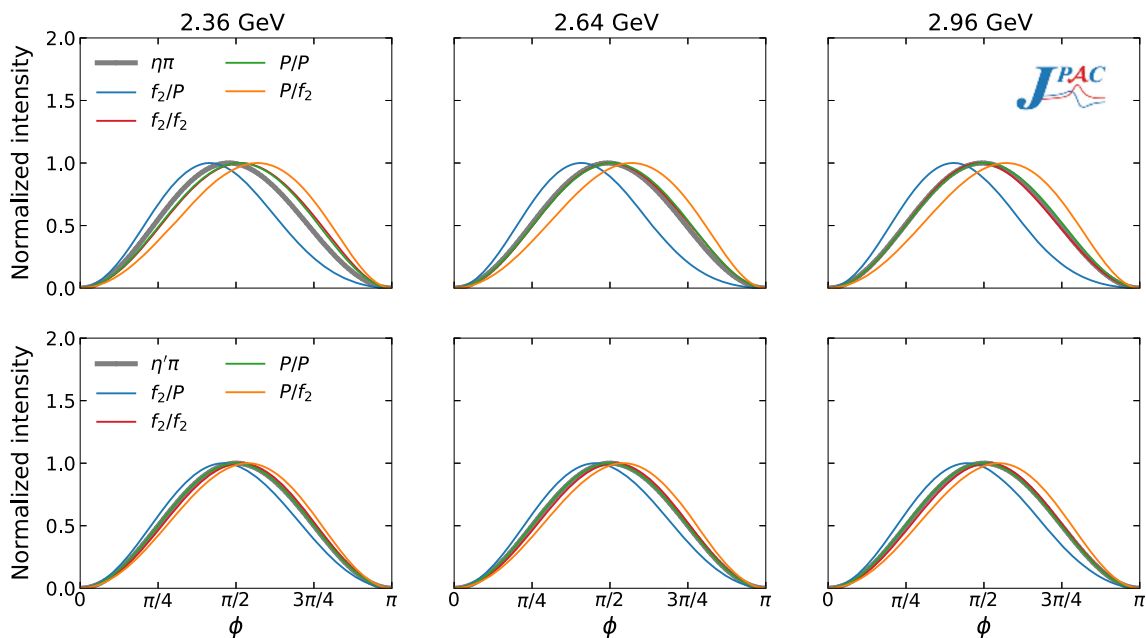 2.36 GeV 2.64 GeV 2.96 GeV
Normalized intensity
2.0
1.5
1.0
0.5
0.0
ηπ P/P
f₂/P P/f₂
f₂/f₂
JPAC
Normalized intensity
2.0
1.5
1.0
0.5
0.0
η′π P/P
f₂/P P/f₂
f₂/f₂
0 π/4 π/2 3π/4 π 0 π/4 π/2 3π/4 π 0 π/4 π/2 3π/4 π
ϕ ϕ ϕ